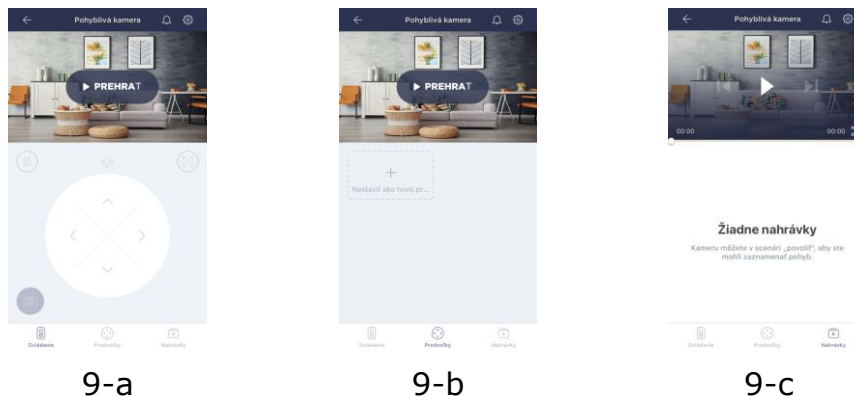 Pohyblivá kamera
PREHRAT
Ovládanie
Predvoľby
Nahrávky
9-a
Pohyblivá kamera
PREHRAT
Nastaviť ako novú pr...
Ovládanie
Predvoľby
Nahrávky
9-b
Pohyblivá kamera
00:00 00:00
Žiadne nahrávky
Kameru môžete v scenári „povoliť“, aby ste
mohli zaznamenať pohyb.
Ovládanie
Predvoľby
Nahrávky
9-c